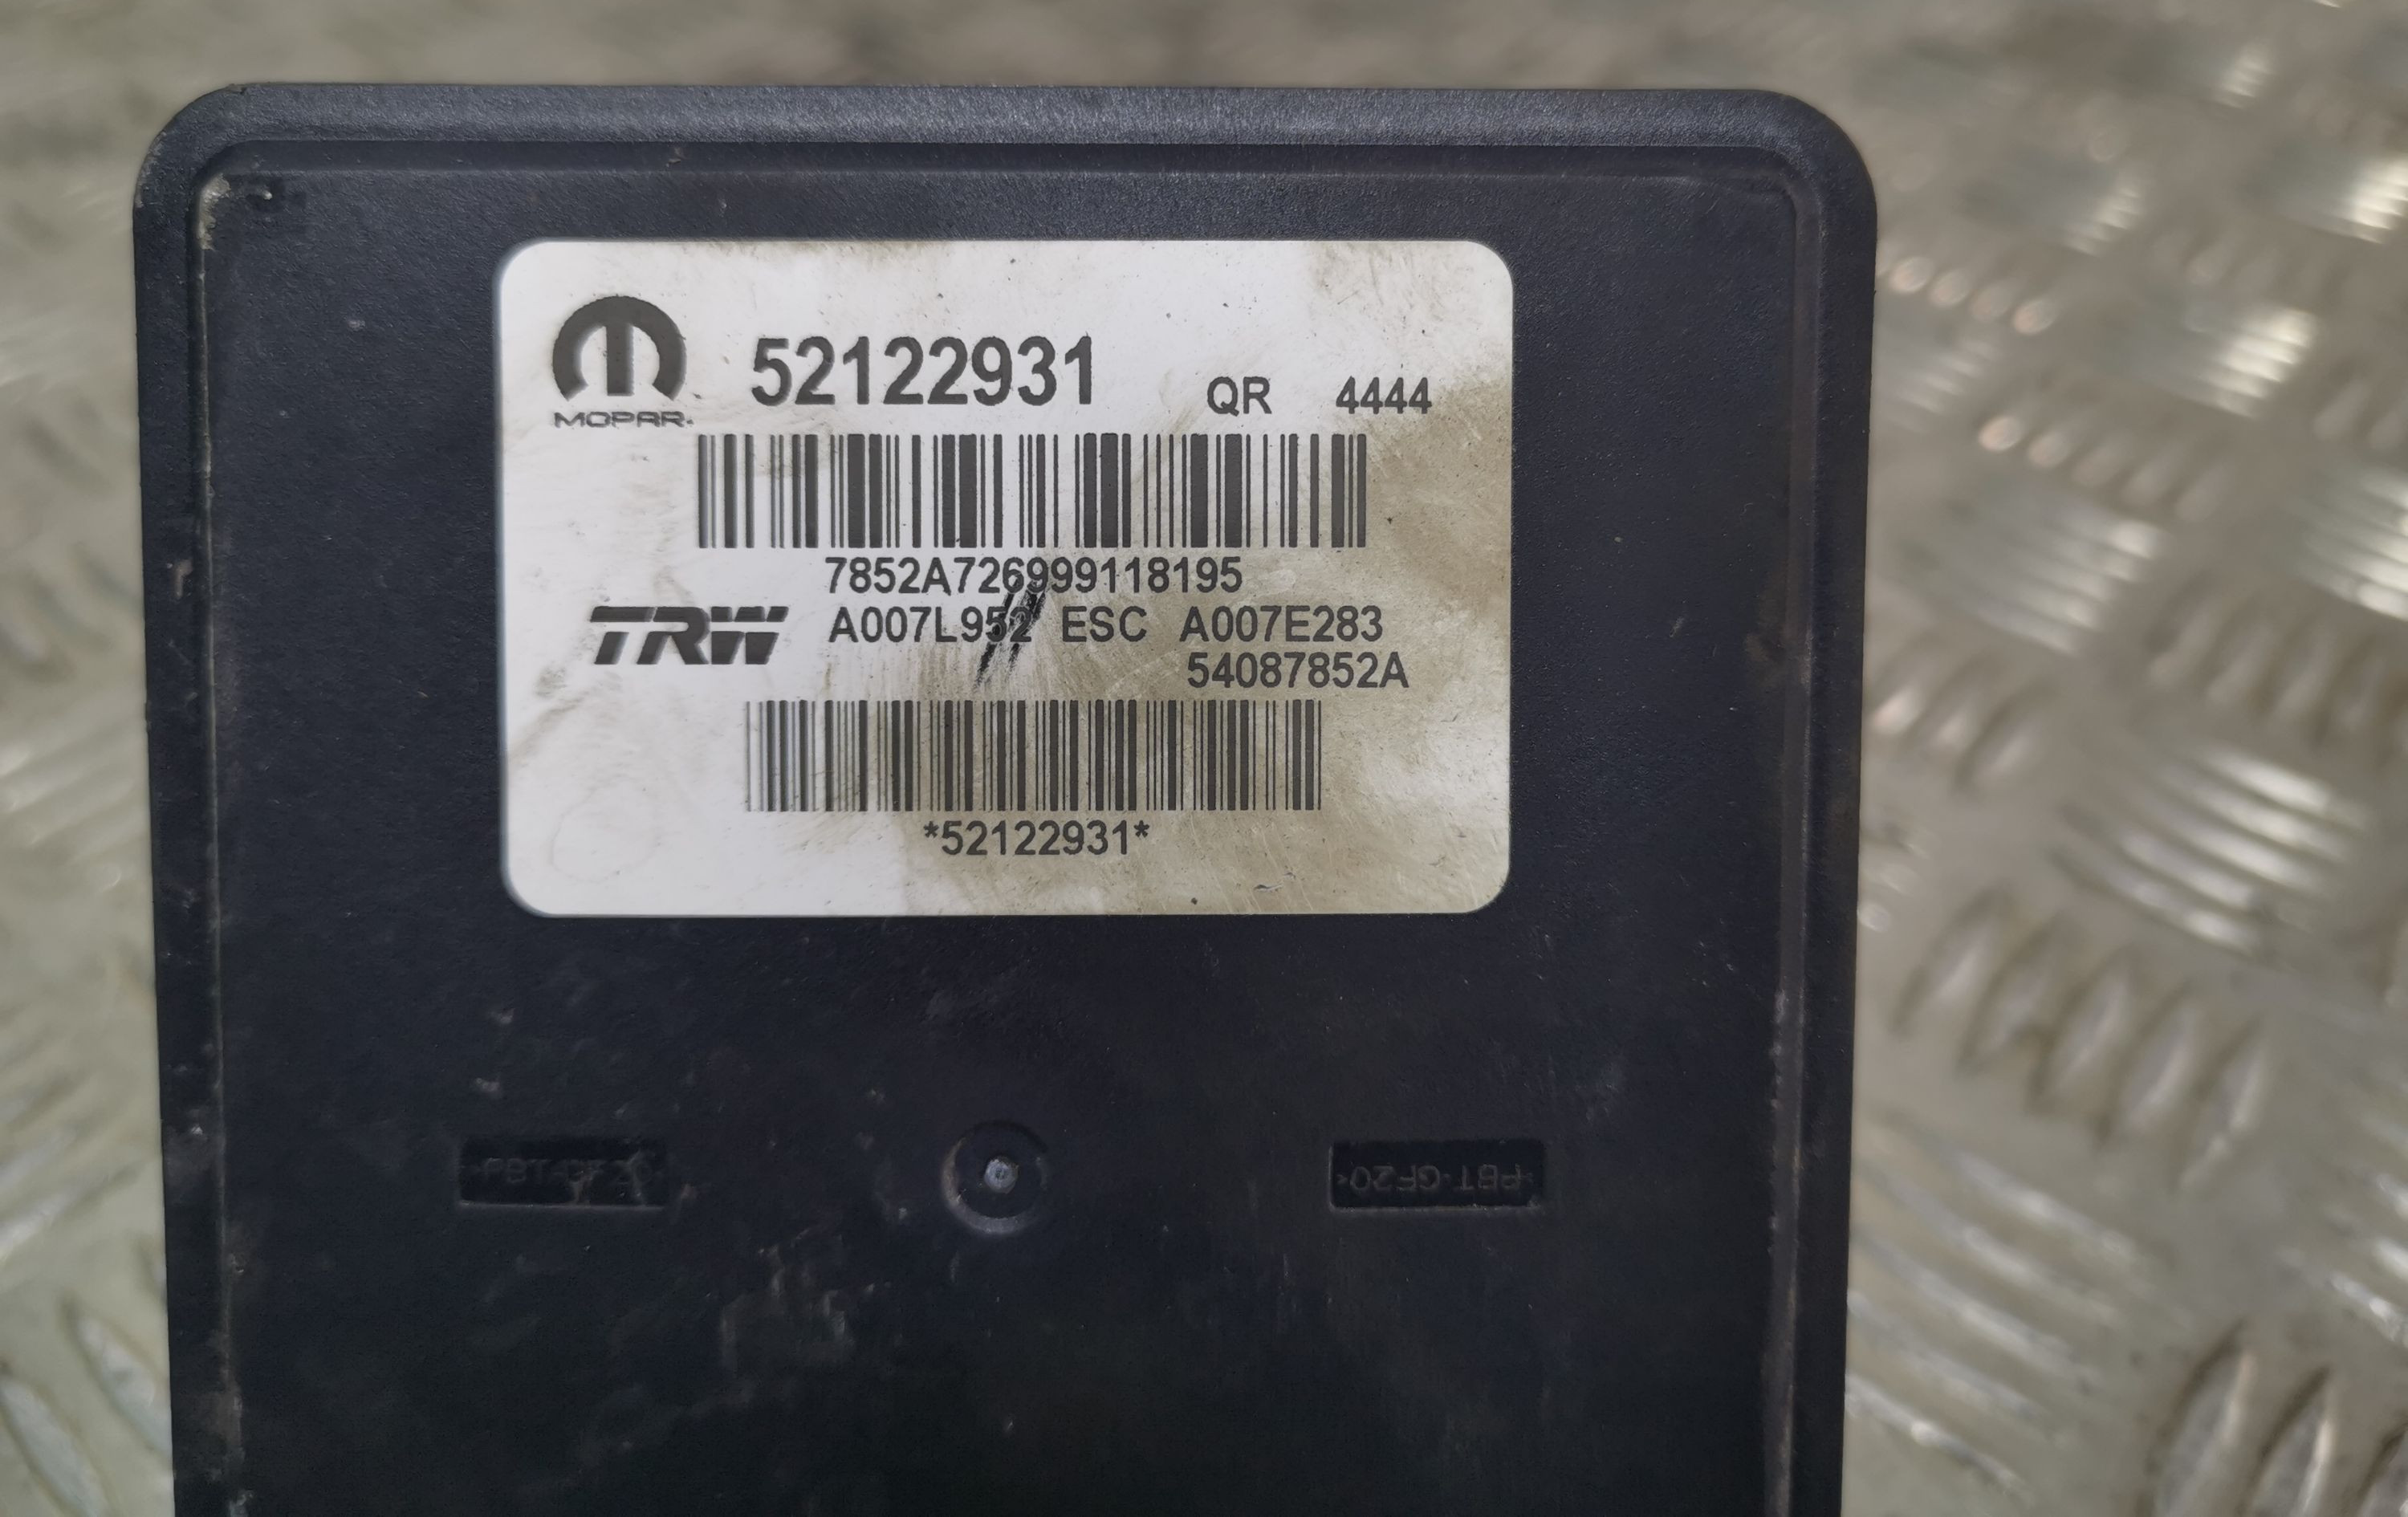 52122931 QR 4444
MOPAR
7852A726999118195
TRW A007L952 ESC A007E283
54087852A
*52122931*
>PBT-GF20<
>PBT-GF20<